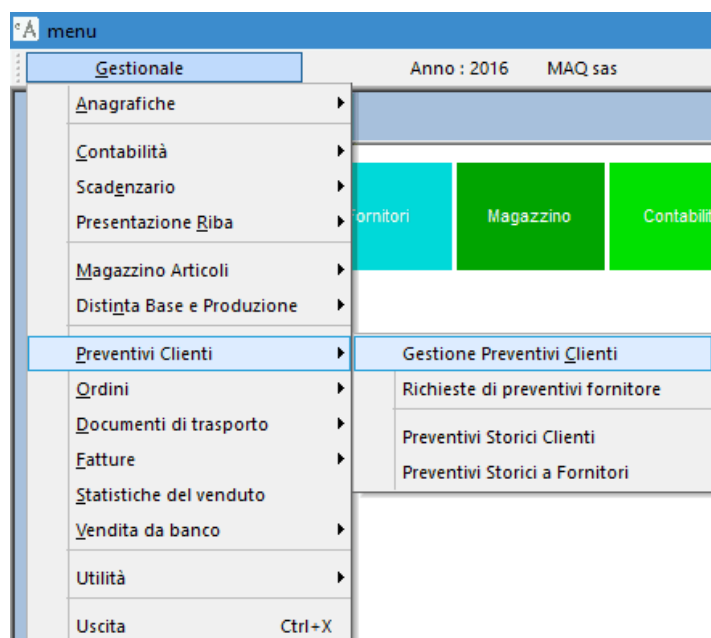 menu
Gestionale
Anno : 2016 MAQ sas
Anagrafiche
Contabilità
Scadenzario
Presentazione Riba
Magazzino Articoli
Distinta Base e Produzione
Preventivi Clienti
Ordini
Documenti di trasporto
Fatture
Statistiche del venduto
Vendita da banco
Utilità
Uscita Ctrl+X
Magazzino
Gestione Preventivi Clienti
Richieste di preventivi fornitore
Preventivi Storici Clienti
Preventivi Storici a Fornitori